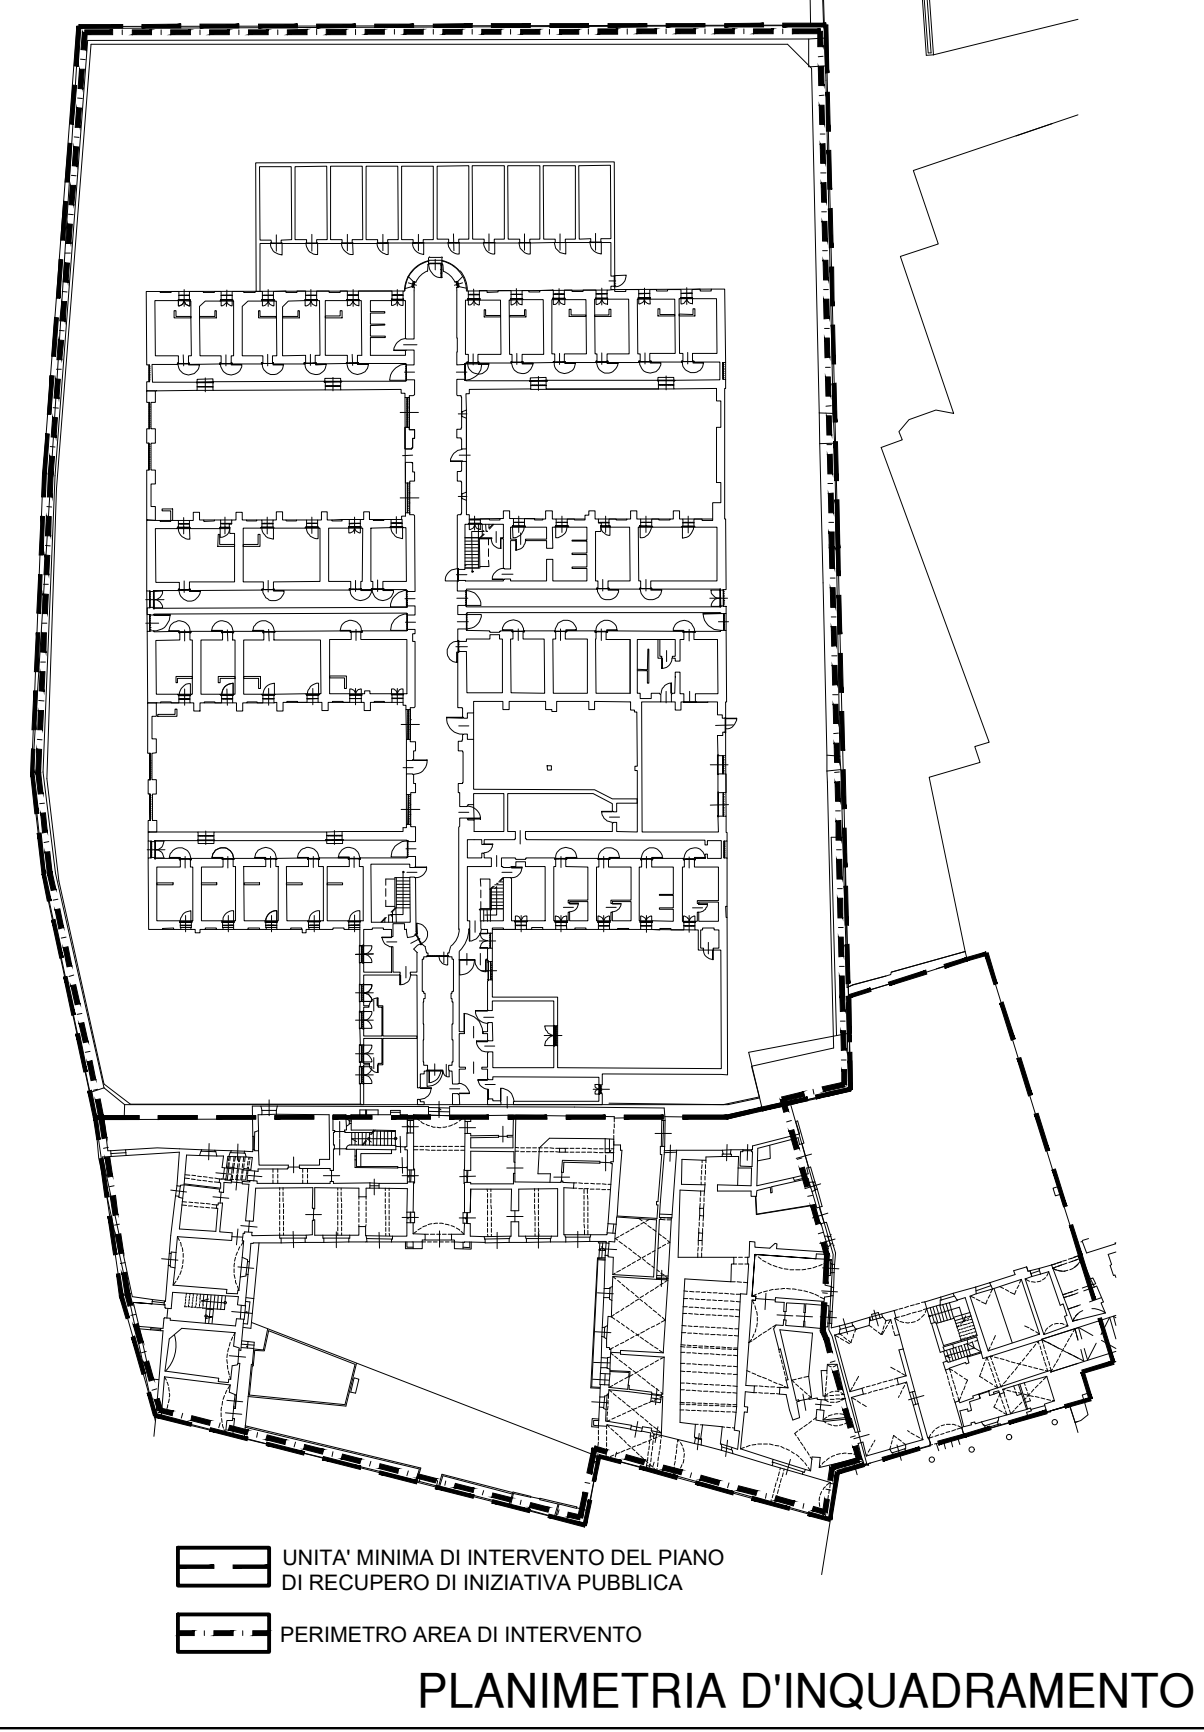 UNITA' MINIMA DI INTERVENTO DEL PIANO
DI RECUPERO DI INIZIATIVA PUBBLICA
PERIMETRO AREA DI INTERVENTO
PLANIMETRIA D'INQUADRAMENTO